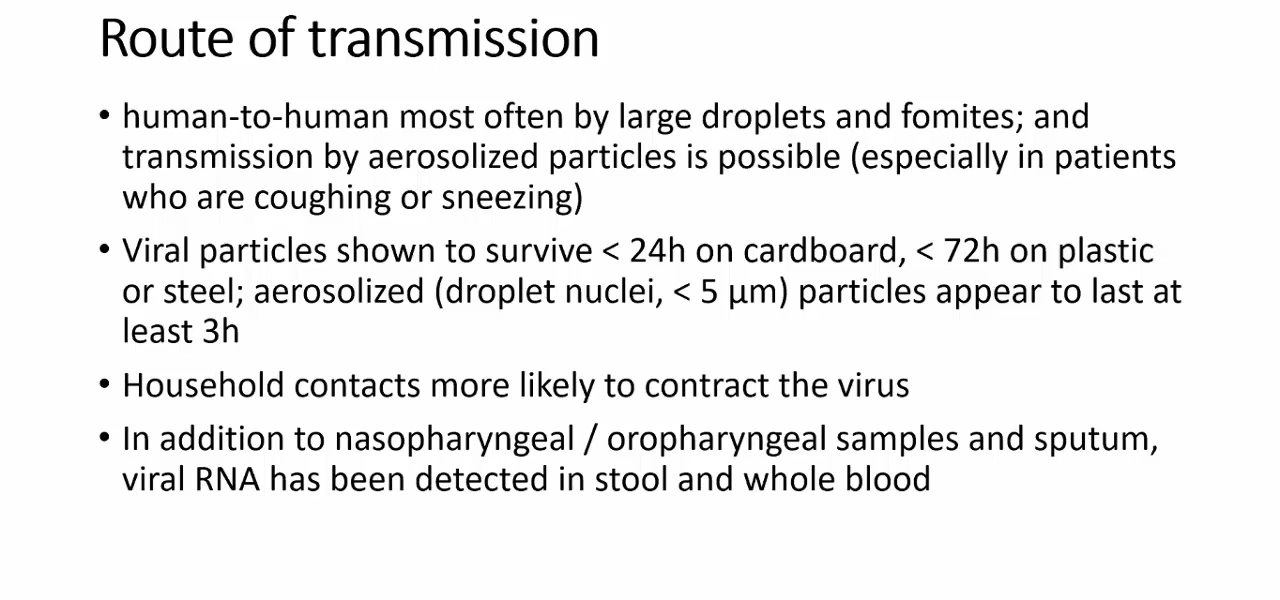 Route of transmission
• human-to-human most often by large droplets and fomites; and
transmission by aerosolized particles is possible (especially in patients
who are coughing or sneezing)
• Viral particles shown to survive < 24h on cardboard, < 72h on plastic
or steel; aerosolized (droplet nuclei, < 5 μm) particles appear to last at
least 3h
• Household contacts more likely to contract the virus
• In addition to nasopharyngeal / oropharyngeal samples and sputum,
viral RNA has been detected in stool and whole blood